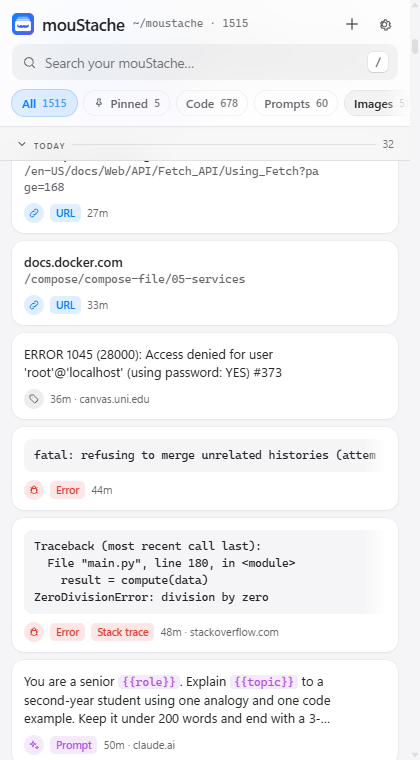 mouStache ~/moustache · 1515
Search your mouStache... /
All 1515 Pinned 5 Code 678 Prompts 60 Images
TODAY 32
/en-US/docs/Web/API/Fetch_API/Using_Fetch?pa
ge=168
URL 27m
docs.docker.com
/compose/compose-file/05-services
URL 33m
ERROR 1045 (28000): Access denied for user
'root'@'localhost' (using password: YES) #373
36m · canvas.uni.edu
fatal: refusing to merge unrelated histories (attem
Error 44m
Traceback (most recent call last):
File "main.py", line 180, in <module>
result = compute(data)
ZeroDivisionError: division by zero
Error Stack trace 48m · stackoverflow.com
You are a senior {{role}}. Explain {{topic}} to a
second-year student using one analogy and one code
example. Keep it under 200 words and end with a 3-...
Prompt 50m · claude.ai